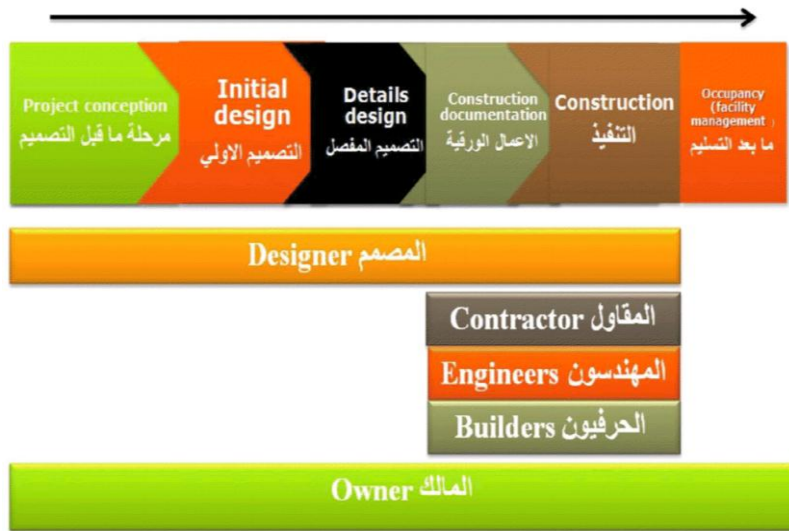 Project conception
مرحلة ما قبل التصميم
Initial
design
التصميم الاولي
Details
design
التصميم المفصل
Construction
documentation
الاعمال الورقية
Construction
التنفيذ
Occupancy
(facility
management )
ما بعد التسليم
Designer المصمم
Contractor المقاول
Engineers المهندسون
Builders الحرفيون
Owner المالك